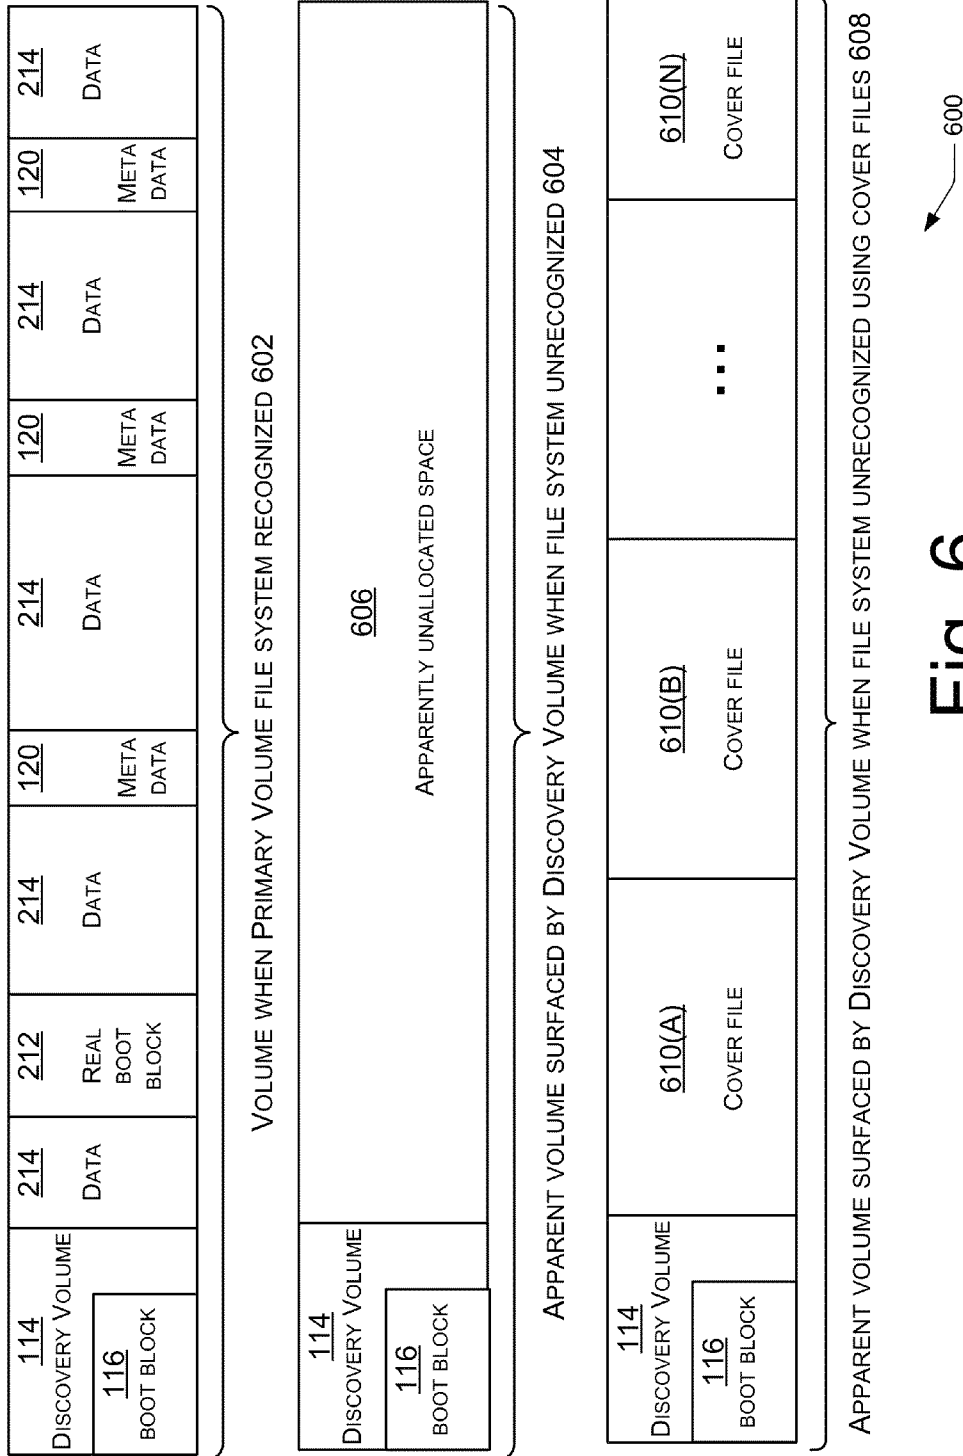 114
DISCOVERY VOLUME
116
BOOT BLOCK
214
DATA
212
REAL
BOOT
BLOCK
214
DATA
120
META
DATA
214
DATA
120
META
DATA
214
DATA
120
META
DATA
214
DATA
VOLUME WHEN PRIMARY VOLUME FILE SYSTEM RECOGNIZED 602
114
DISCOVERY VOLUME
116
BOOT BLOCK
606
APPARENTLY UNALLOCATED SPACE
APPARENT VOLUME SURFACED BY DISCOVERY VOLUME WHEN FILE SYSTEM UNRECOGNIZED 604
114
DISCOVERY VOLUME
116
BOOT BLOCK
610(A)
COVER FILE
610(B)
COVER FILE
...
610(N)
COVER FILE
APPARENT VOLUME SURFACED BY DISCOVERY VOLUME WHEN FILE SYSTEM UNRECOGNIZED USING COVER FILES 608
600
Fig. 6